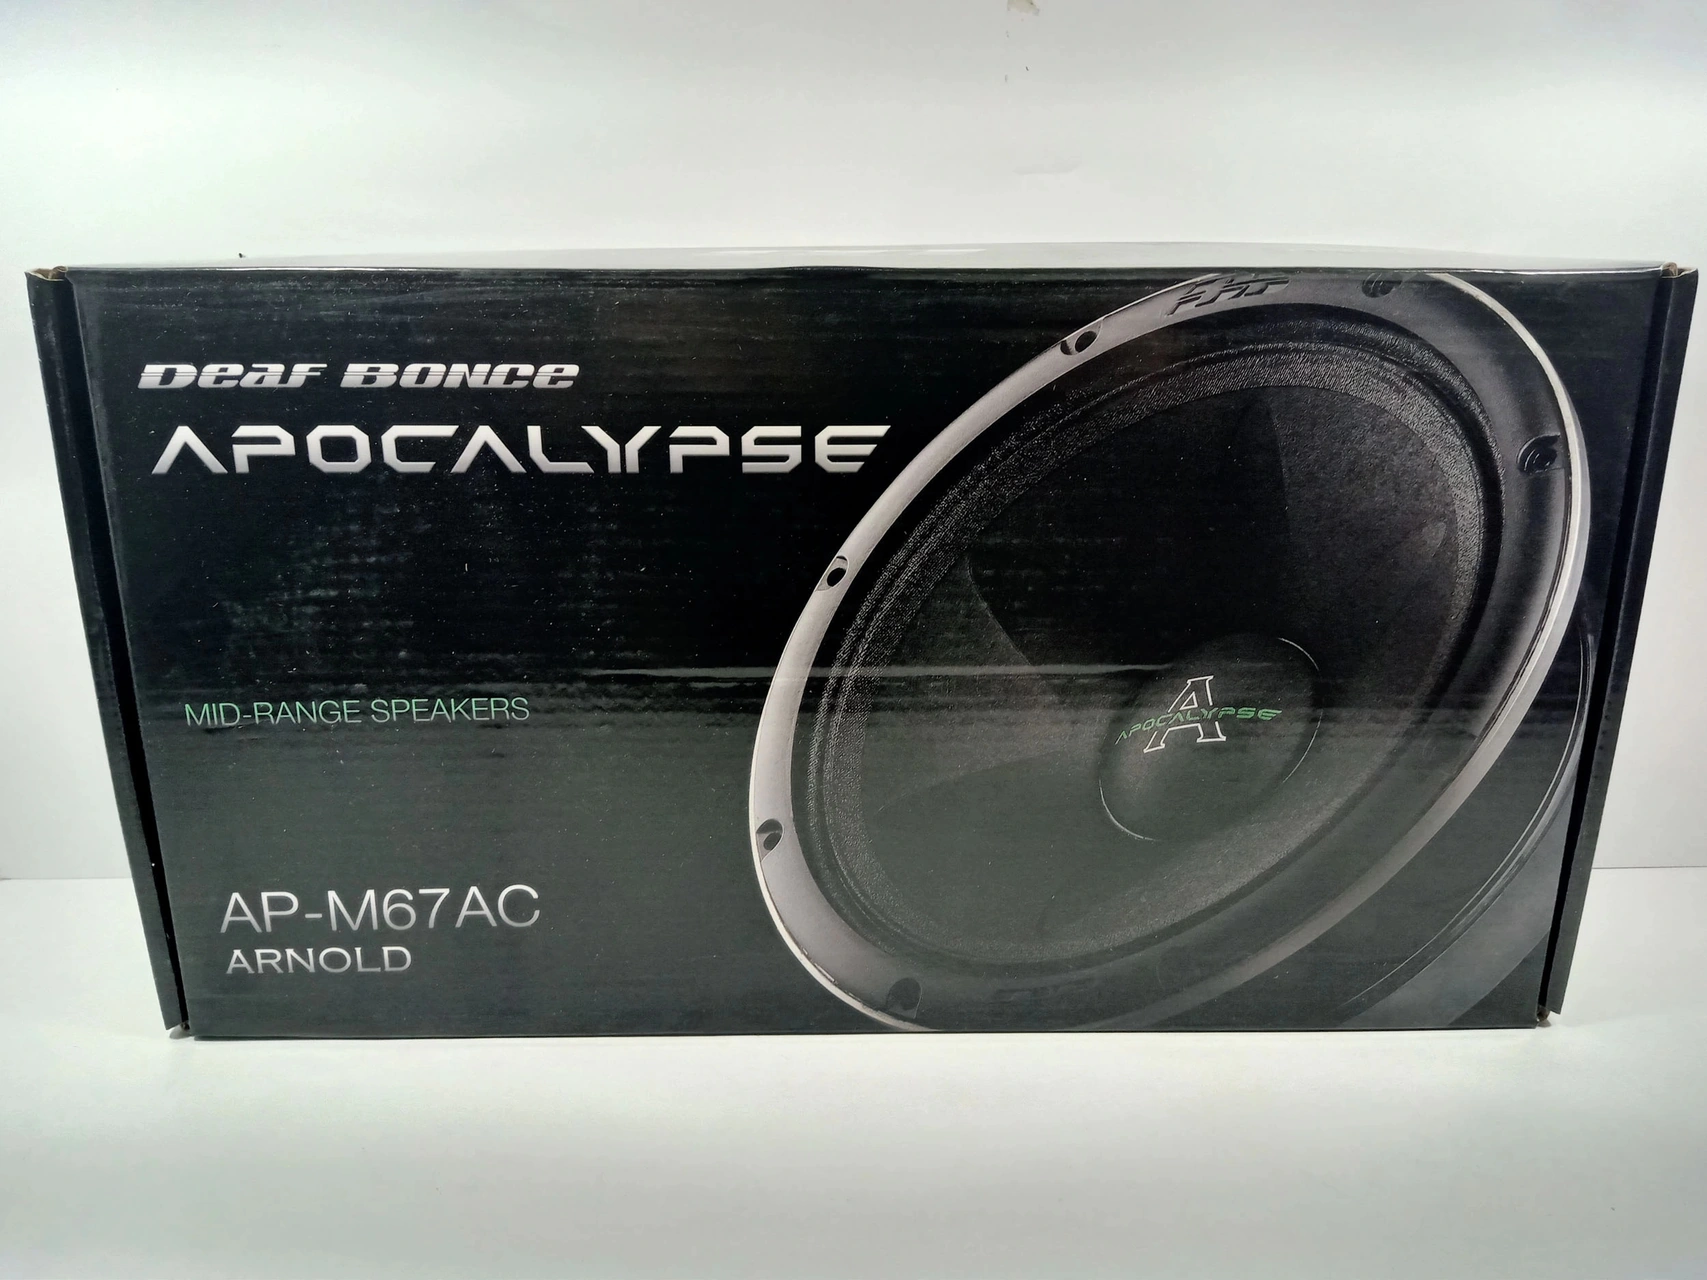 Deaf Bonce
APOCALYPSE
MID-RANGE SPEAKERS
AP-M67AC
ARNOLD
A
APOCALYPSE